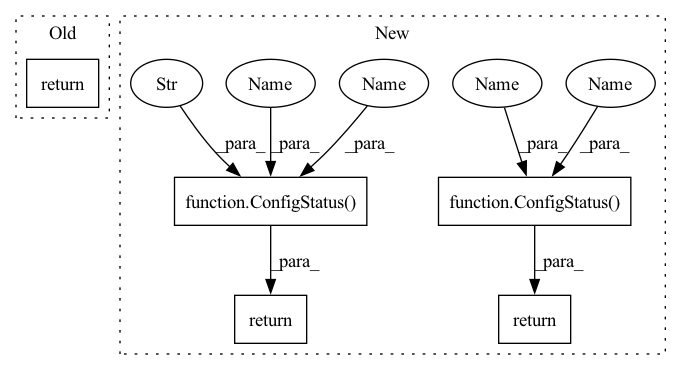 Old
New
return
Str
Name
Name
Name
Name
_para_
_para_
_para_
_para_
_para_
function.ConfigStatus()
function.ConfigStatus()
_para_
_para_
return
return